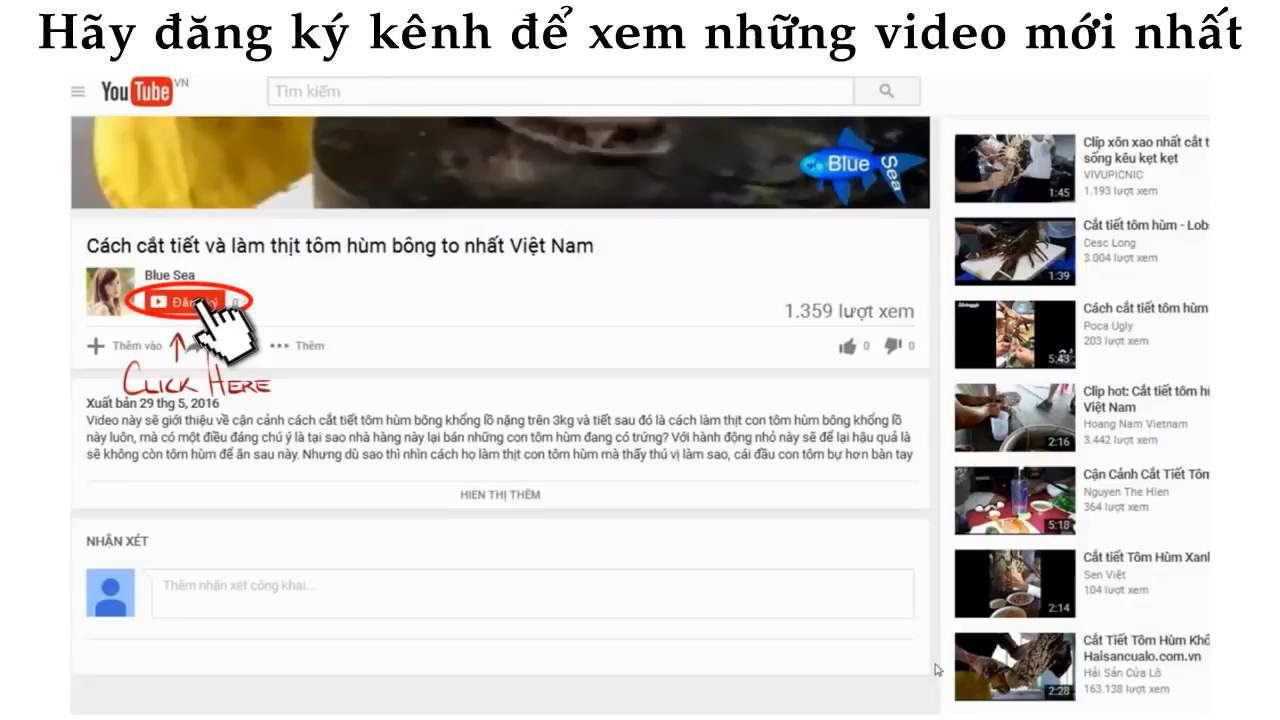 Hãy đăng ký kênh để xem những video mới nhất
YouTube VN
Tìm kiếm
Blue Sea
Cách cắt tiết và làm thịt tôm hùm bông to nhất Việt Nam
Blue Sea
0
1.359 lượt xem
Thêm vào
Thêm
0
0
CLICK HERE
Xuất bản 29 thg 5, 2016
Video này sẽ giới thiệu về cận cảnh cách cắt tiết tôm hùm bông khổng lồ nặng trên 3kg và tiết sau đó là cách làm thịt con tôm hùm bông khổng lồ
này luôn, mà có một điều đáng chú ý là tại sao nhà hàng này lại bán những con tôm hùm đang có trứng? Với hành động nhỏ này sẽ để lại hậu quả là
sẽ không còn tôm hùm để ăn sau này. Nhưng dù sao thì nhìn cách họ làm thịt con tôm hùm mà thấy thú vị làm sao, cái đầu con tôm bự hơn bàn tay
HIỂN THỊ THÊM
NHẬN XÉT
Thêm nhận xét công khai...
Clíp xôn xao nhất cắt t
sống kêu kẹt kẹt
VIVUPICNIC
1.193 lượt xem
1:45
Cắt tiết tôm hùm - Lobs
Cesc Long
3.004 lượt xem
1:39
Cách cắt tiết tôm hùm
Poca Ugly
203 lượt xem
5:43
Clip hot: Cắt tiết tôm hù
Việt Nam
Hoang Nam Vietnam
3.442 lượt xem
2:16
Cận Cảnh Cắt Tiết Tôm
Nguyen The Hien
364 lượt xem
5:18
Cắt tiết Tôm Hùm Xanh
Sen Việt
104 lượt xem
2:14
Cắt Tiết Tôm Hùm Khổ
Haisancualo.com.vn
Hải Sản Cửa Lò
163.138 lượt xem
2:28